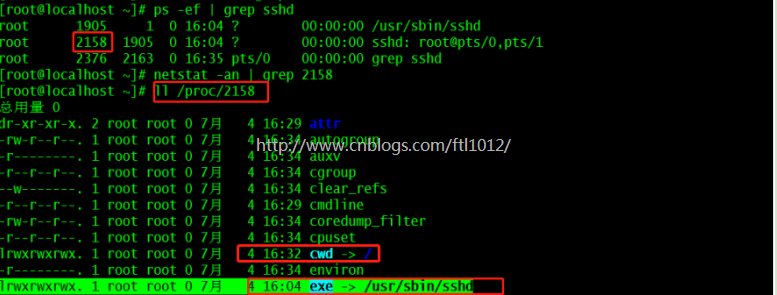 [root@localhost ~]# ps -ef | grep sshd
root 1905 1 0 16:04 ? 00:00:00 /usr/sbin/sshd
root 2158 1905 0 16:04 ? 00:00:00 sshd: root@pts/0,pts/1
root 2376 2163 0 16:35 pts/0 00:00:00 grep sshd
[root@localhost ~]# netstat -an | grep 2158
[root@localhost ~]# ll /proc/2158
总用量 0
dr-xr-xr-x. 2 root root 0 7月 4 16:29 attr
-rw-r--r--. 1 root root 0 7月 4 16:34 autogroup
-r--------. 1 root root 0 7月 4 16:34 auxv
http://www.cnblogs.com/ftl1012/
-r--r--r--. 1 root root 0 7月 4 16:34 cgroup
--w-------. 1 root root 0 7月 4 16:34 clear_refs
-r--r--r--. 1 root root 0 7月 4 16:29 cmdline
-rw-r--r--. 1 root root 0 7月 4 16:34 coredump_filter
-r--r--r--. 1 root root 0 7月 4 16:34 cpuset
lrwxrwxrwx. 1 root root 0 7月 4 16:32 cwd -> /
-r--------. 1 root root 0 7月 4 16:34 environ
lrwxrwxrwx. 1 root root 0 7月 4 16:04 exe -> /usr/sbin/sshd